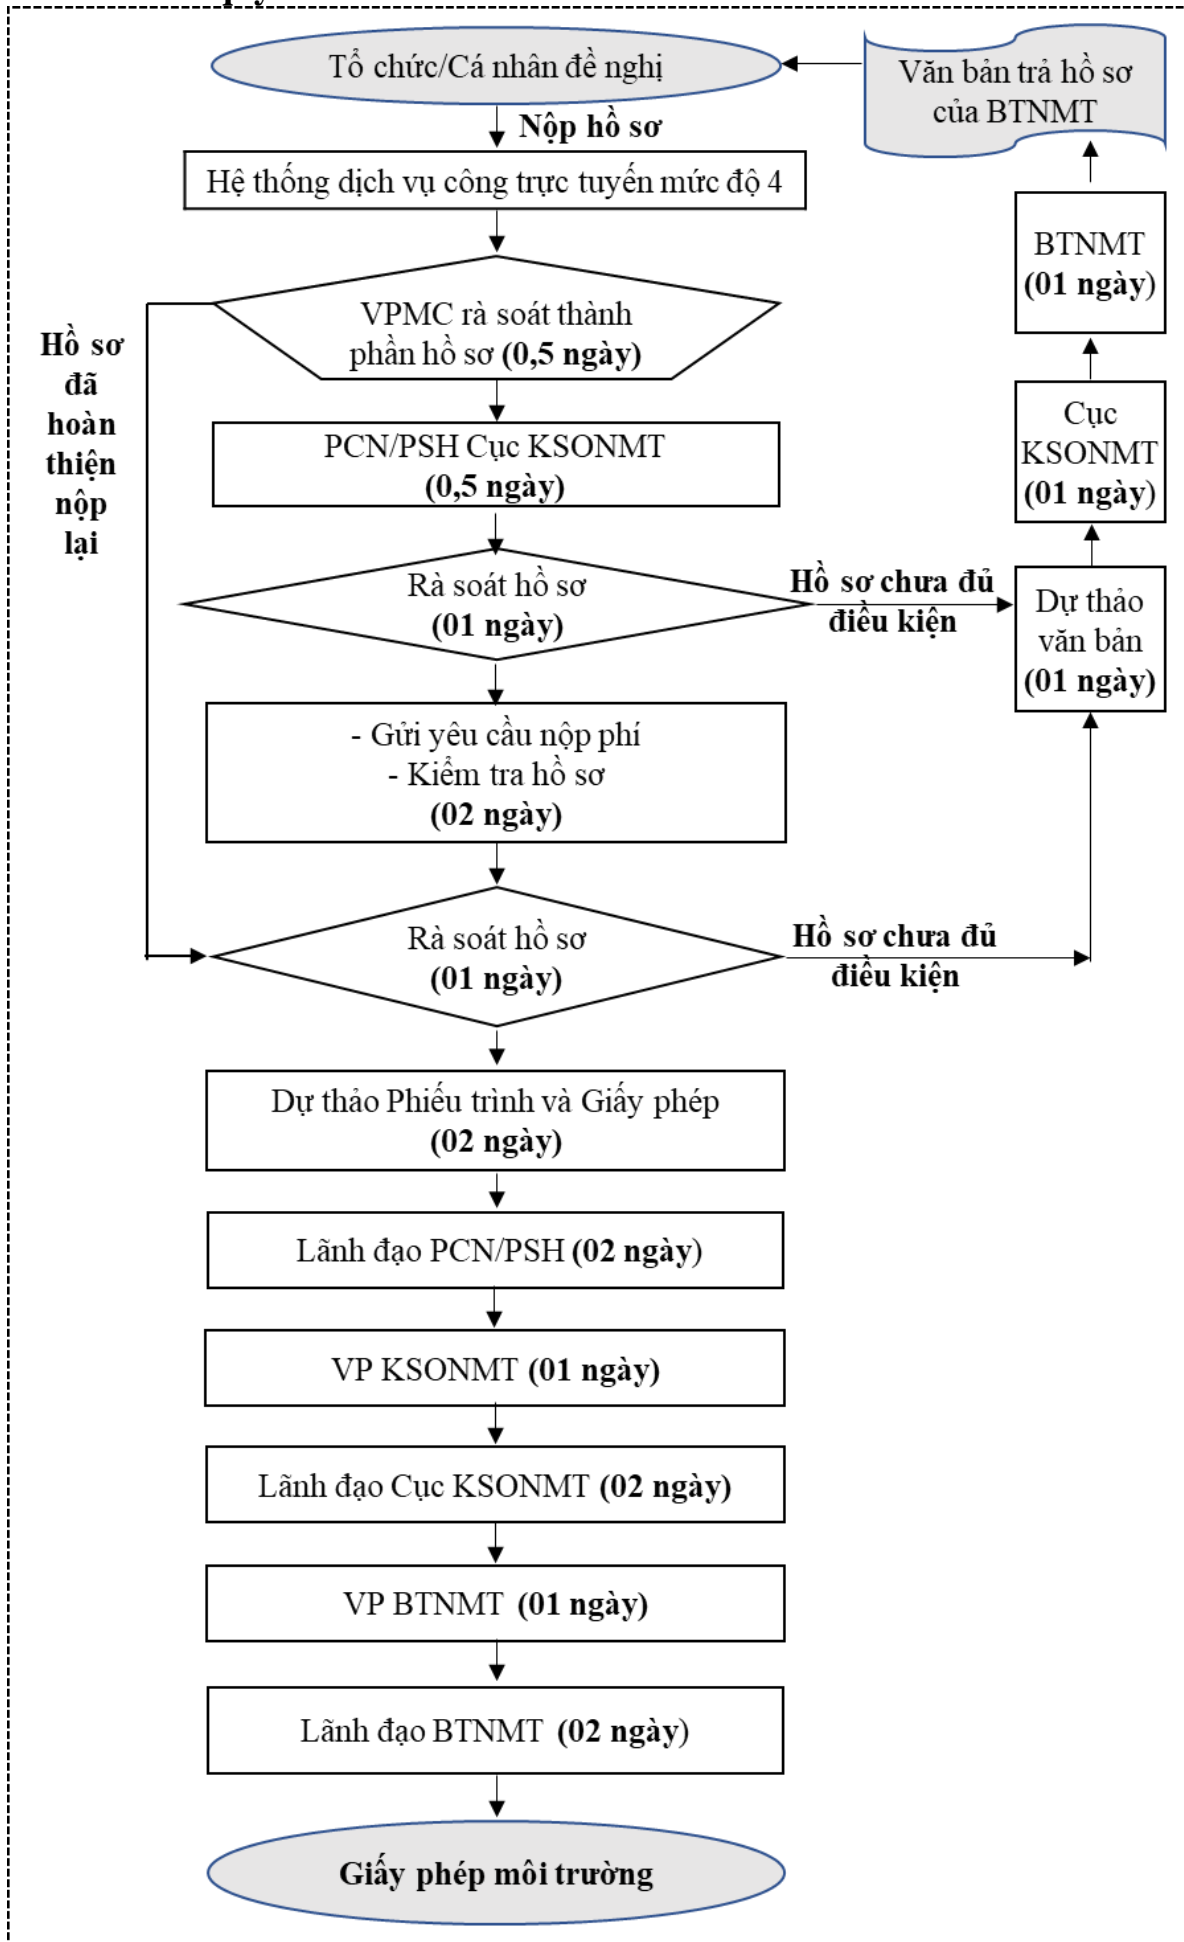 Tổ chức/Cá nhân đề nghị
Văn bản trả hồ sơ
của BTNMT
Nộp hồ sơ
Hệ thống dịch vụ công trực tuyến mức độ 4
BTNMT
(01 ngày)
VPMC rà soát thành
phần hồ sơ (0,5 ngày)
Hồ sơ
đã
hoàn
thiện
nộp
lại
Cục
KSONMT
(01 ngày)
PCN/PSH Cục KSONMT
(0,5 ngày)
Rà soát hồ sơ
(01 ngày)
Hồ sơ chưa đủ
điều kiện
Dự thảo
văn bản
(01 ngày)
- Gửi yêu cầu nộp phí
- Kiểm tra hồ sơ
(02 ngày)
Rà soát hồ sơ
(01 ngày)
Hồ sơ chưa đủ
điều kiện
Dự thảo Phiếu trình và Giấy phép
(02 ngày)
Lãnh đạo PCN/PSH (02 ngày)
VP KSONMT (01 ngày)
Lãnh đạo Cục KSONMT (02 ngày)
VP BTNMT (01 ngày)
Lãnh đạo BTNMT (02 ngày)
Giấy phép môi trường